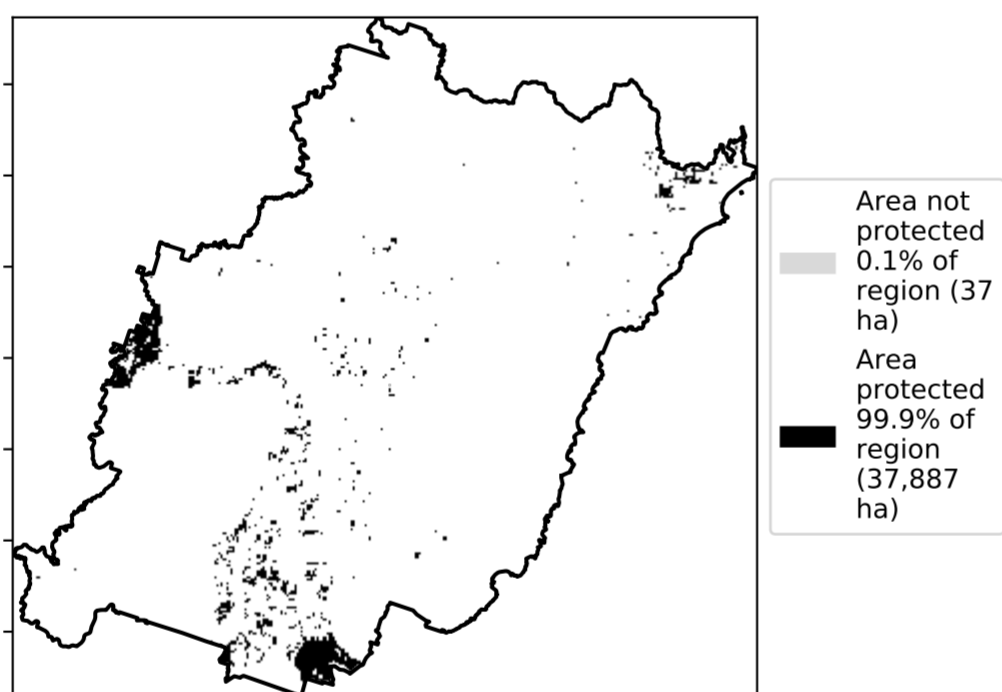 Area not
protected
0.1% of
region (37
ha)
Area
protected
99.9% of
region
(37,887
ha)